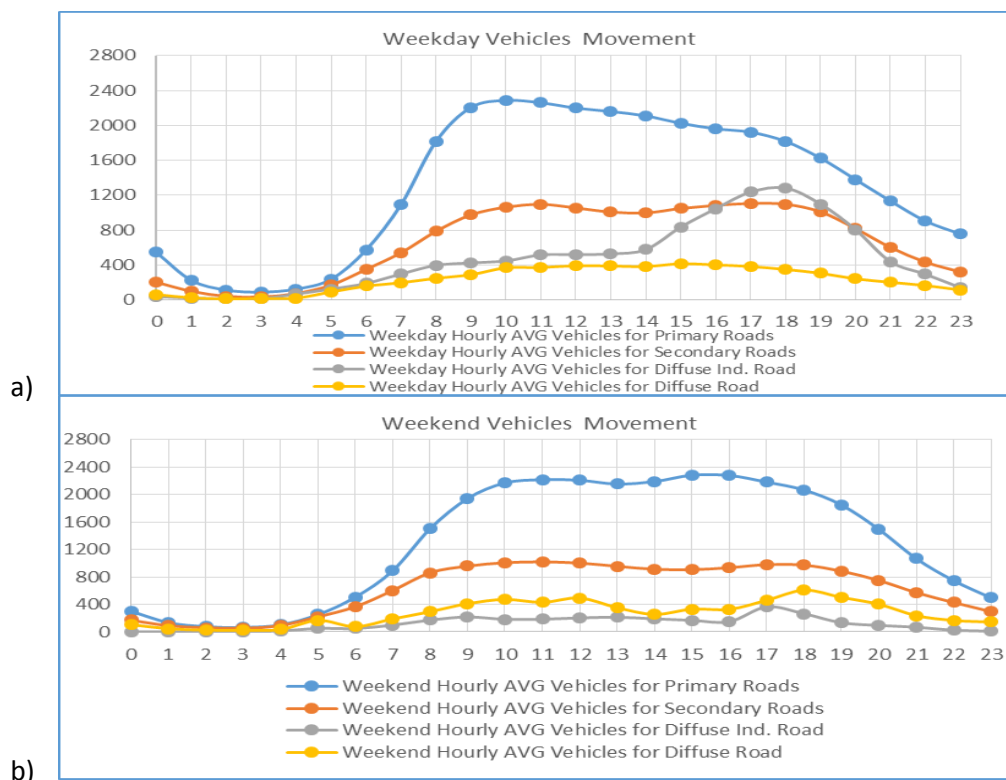 Weekday Vehicles Movement
2800
2400
2000
1600
1200
800
400
0
0 1 2 3 4 5 6 7 8 9 10 11 12 13 14 15 16 17 18 19 20 21 22 23
Weekday Hourly AVG Vehicles for Primary Roads
Weekday Hourly AVG Vehicles for Secondary Roads
Weekday Hourly AVG Vehicles for Diffuse Ind. Road
Weekday Hourly AVG Vehicles for Diffuse Road
a)
Weekend Vehicles Movement
2800
2400
2000
1600
1200
800
400
0
0 1 2 3 4 5 6 7 8 9 10 11 12 13 14 15 16 17 18 19 20 21 22 23
Weekend Hourly AVG Vehicles for Primary Roads
Weekend Hourly AVG Vehicles for Secondary Roads
Weekend Hourly AVG Vehicles for Diffuse Ind. Road
Weekend Hourly AVG Vehicles for Diffuse Road
b)